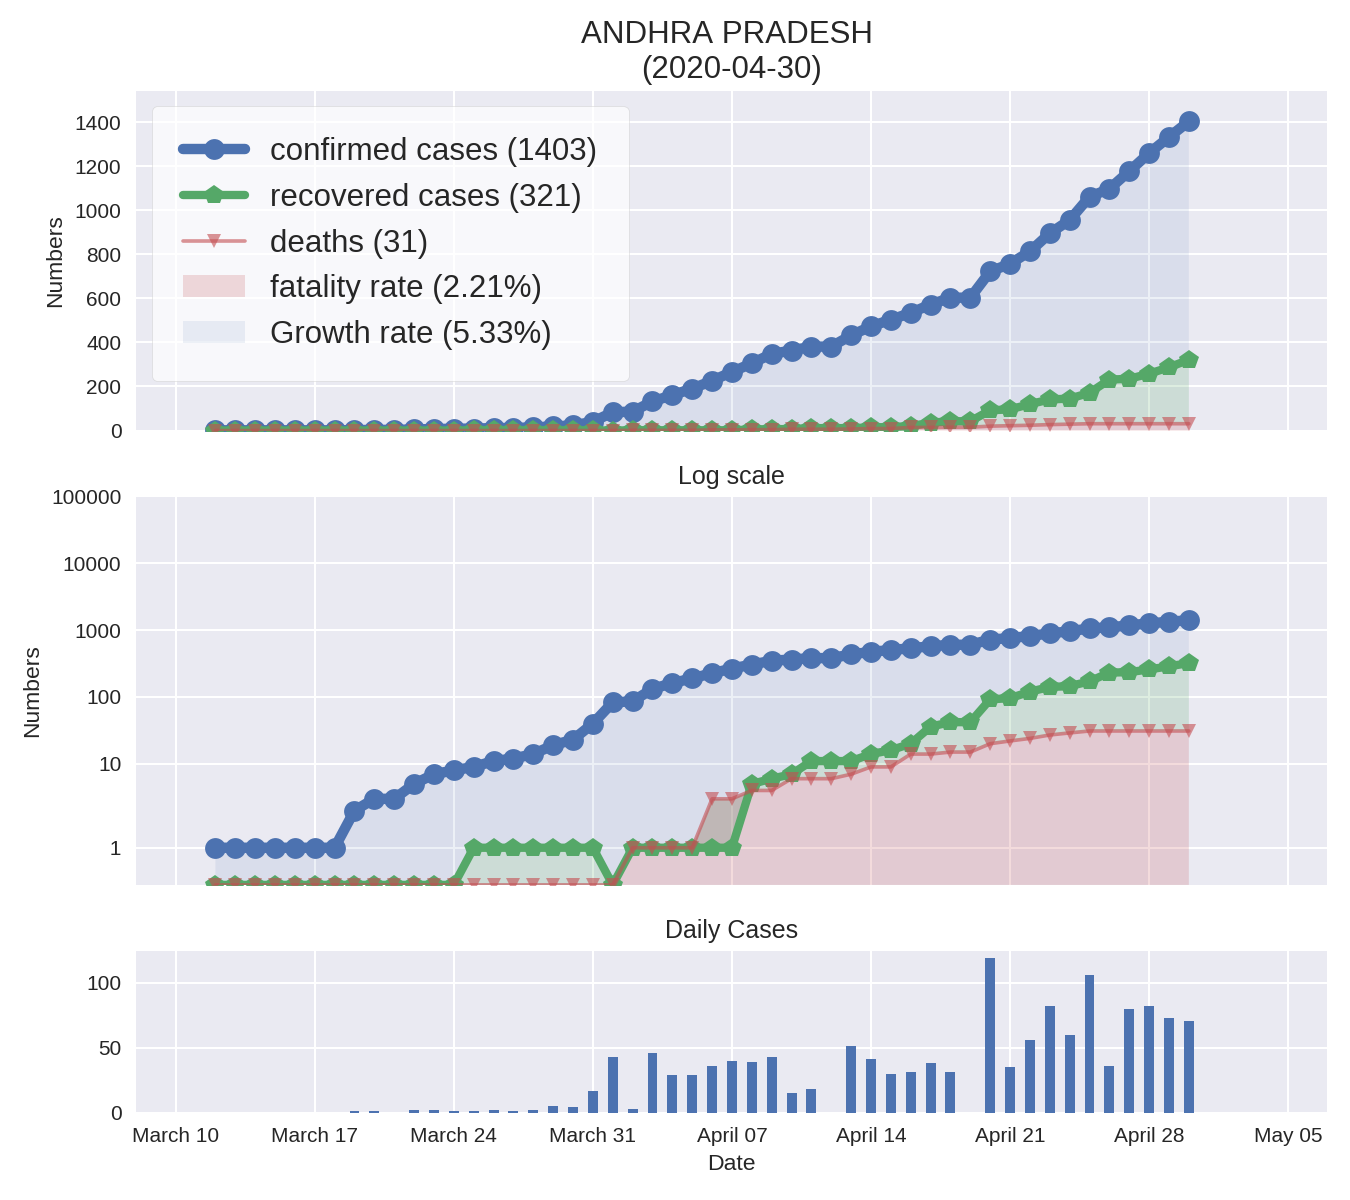 ANDHRA PRADESH
(2020-04-30)
Numbers
1400
1200
1000
800
600
400
200
0
confirmed cases (1403)
recovered cases (321)
deaths (31)
fatality rate (2.21%)
Growth rate (5.33%)
Log scale
Numbers
100000
10000
1000
100
10
1
Daily Cases
100
50
0
March 10 March 17 March 24 March 31 April 07 April 14 April 21 April 28 May 05
Date